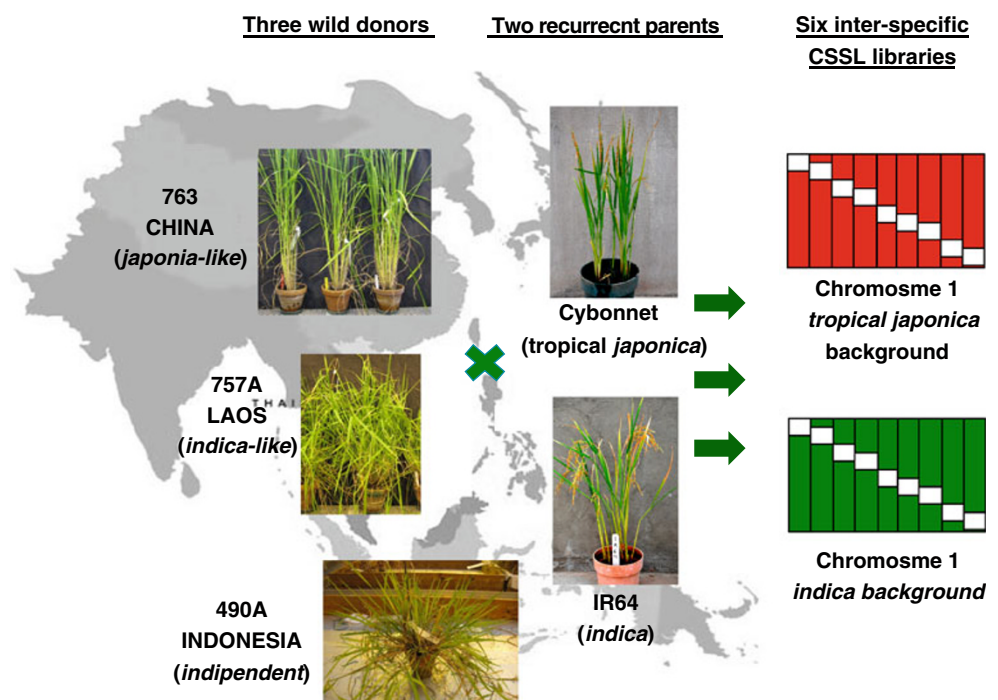 Three wild donors
Two recurrecnt parents
Six inter-specific
CSSL libraries
763
CHINA
(japonia-like)
757A
THAI
LAOS
(indica-like)
490A
INDONESIA
(indipendent)
Cybonnet
(tropical japonica)
IR64
(indica)
Chromosme 1
tropical japonica
background
Chromosme 1
indica background